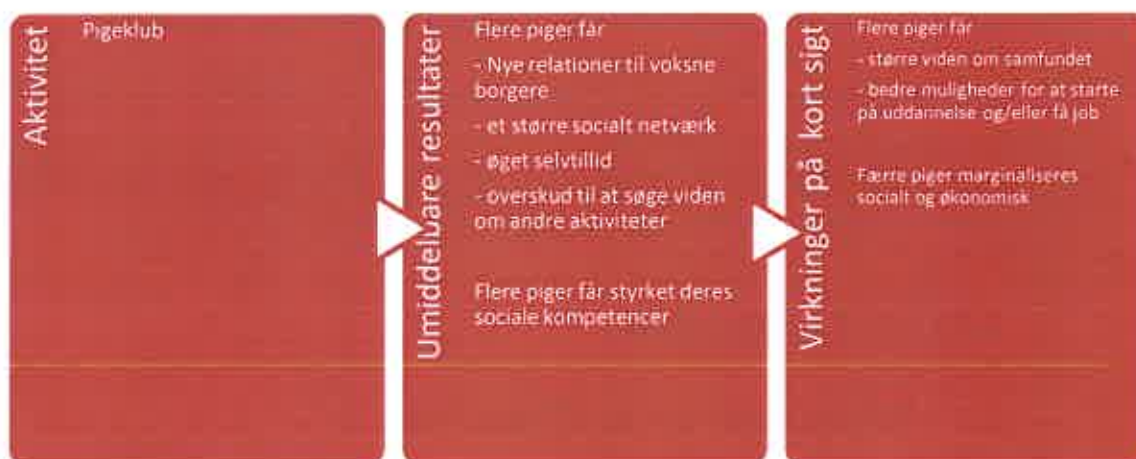 Aktivitet
Pigeklub
Umiddelbare resultater
Flere piger får
- Nye relationer til voksne
borgere
- et større socialt netværk
- øget selvtillid
- overskud til at søge viden
om andre aktiviteter
Flere piger får styrket deres
sociale kompetencer
Virkninger på kort sigt
Flere piger får
- større viden om samfundet
- bedre muligheder for at starte
på uddannelse og/eller få job
Færre piger marginaliseres
socialt og økonomisk